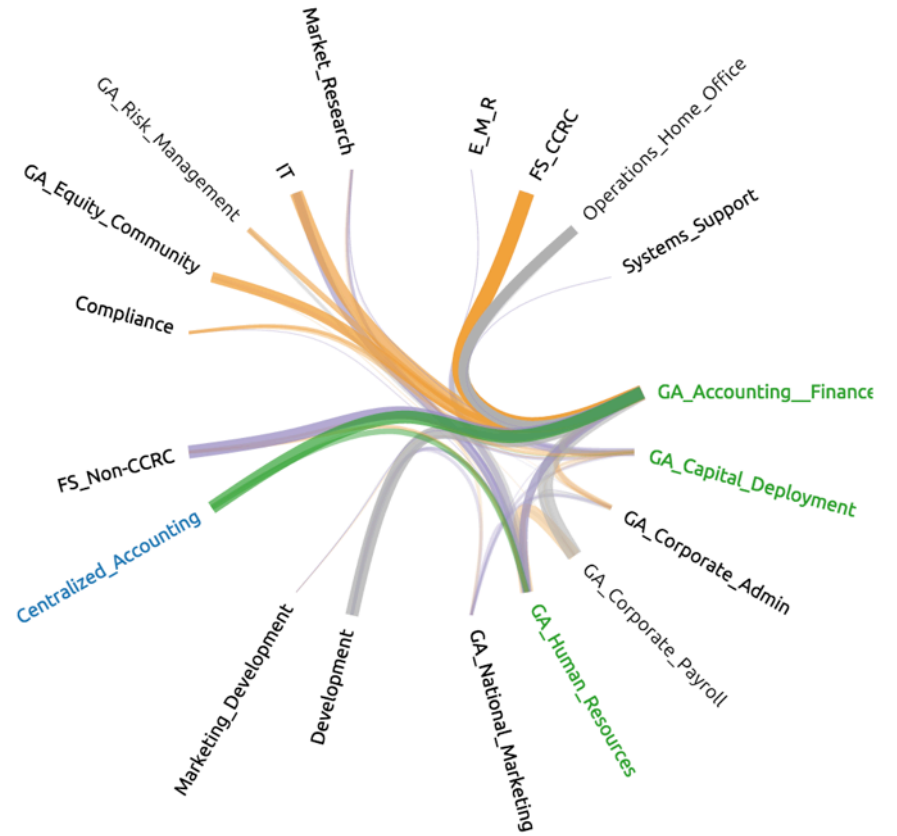 Market_Research
E_M_R
FS_CCRC
Operations_Home_Office
Systems_Support
GA_Risk_Management
IT
GA_Equity_Community
Compliance
GA_Accounting__Finance
FS_Non-CCRC
GA_Capital_Deployment
Centralized_Accounting
GA_Corporate_Admin
GA_Corporate_Payroll
Marketing_Development
Development
GA_National_Marketing
GA_Human_Resources